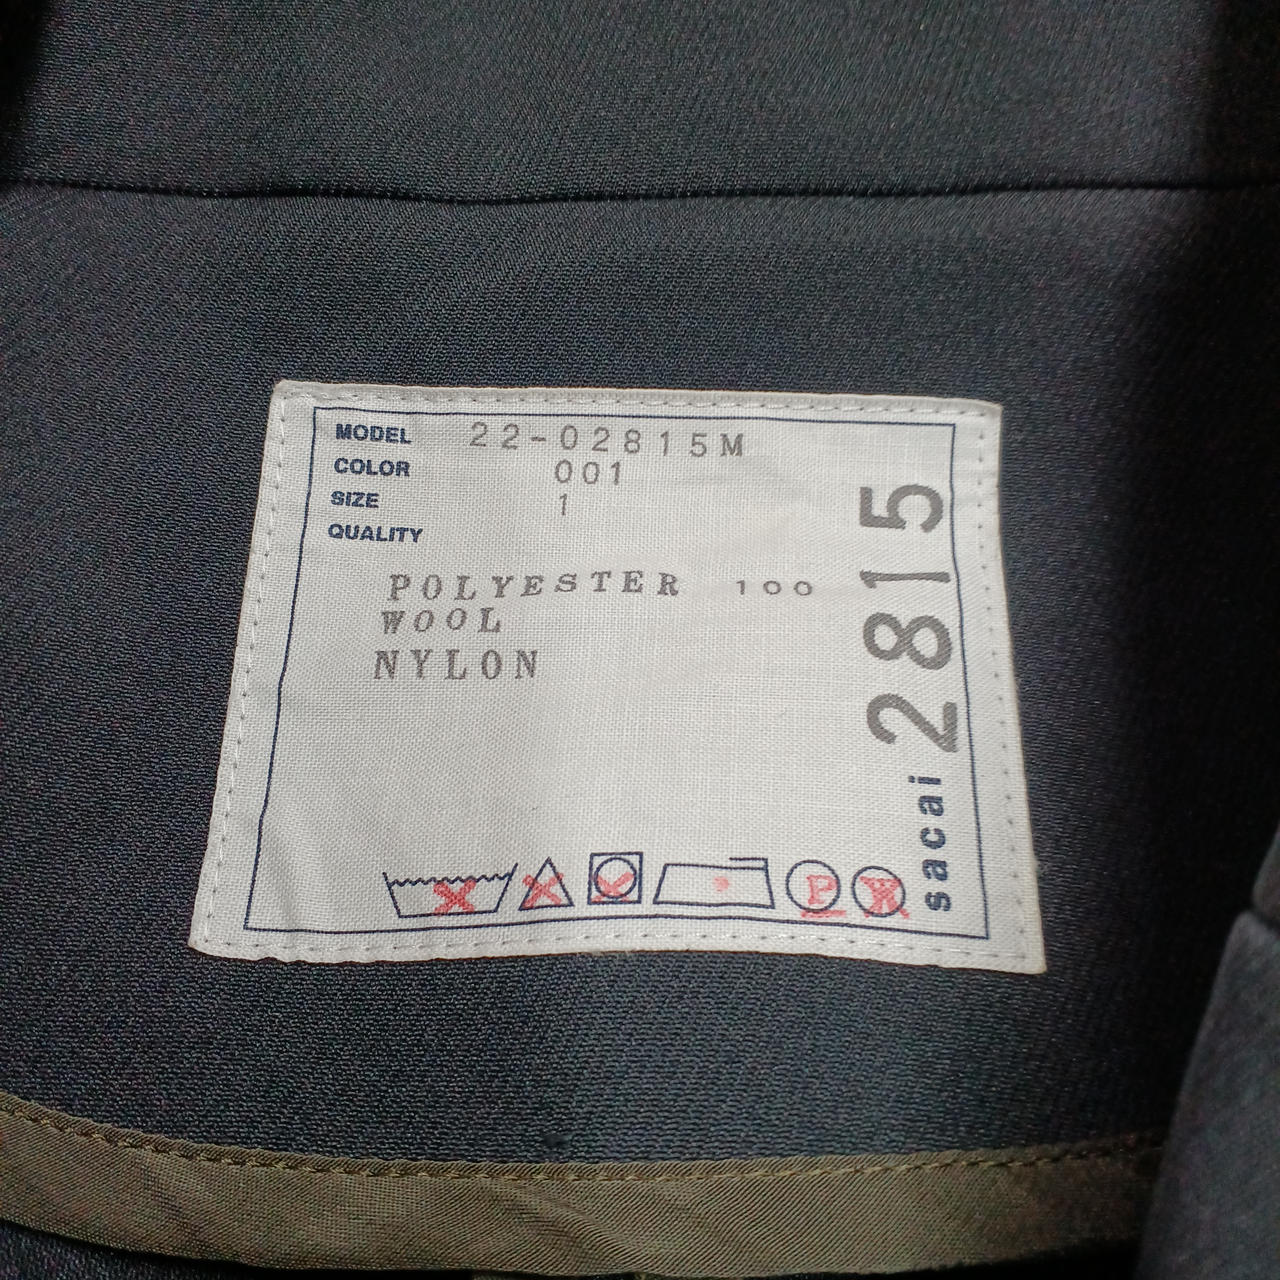 MODEL 22-02815M
COLOR 001
SIZE 1
QUALITY
POLYESTER 100
WOOL
NYLON
P
W
sacai 2815